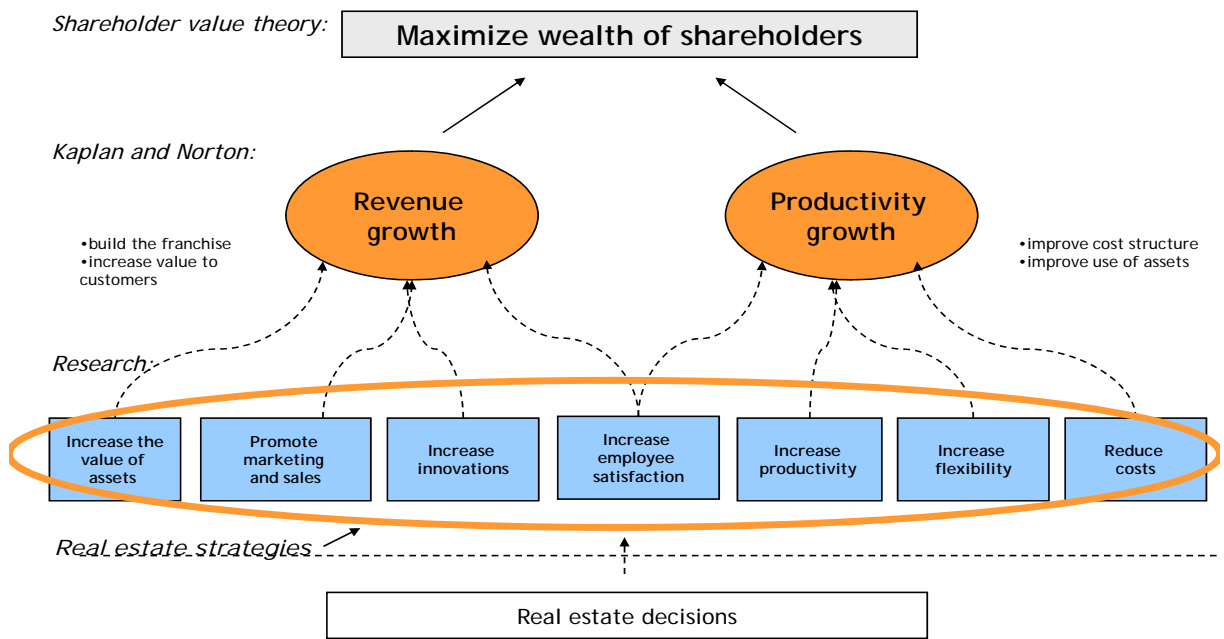 Shareholder value theory:
Maximize wealth of shareholders
Kaplan and Norton:
Revenue
growth
Productivity
growth
•build the franchise
•increase value to
customers
•improve cost structure
•improve use of assets
Research:
Increase the
value of
assets
Promote
marketing
and sales
Increase
innovations
Increase
employee
satisfaction
Increase
productivity
Increase
flexibility
Reduce
costs
Real estate strategies
Real estate decisions